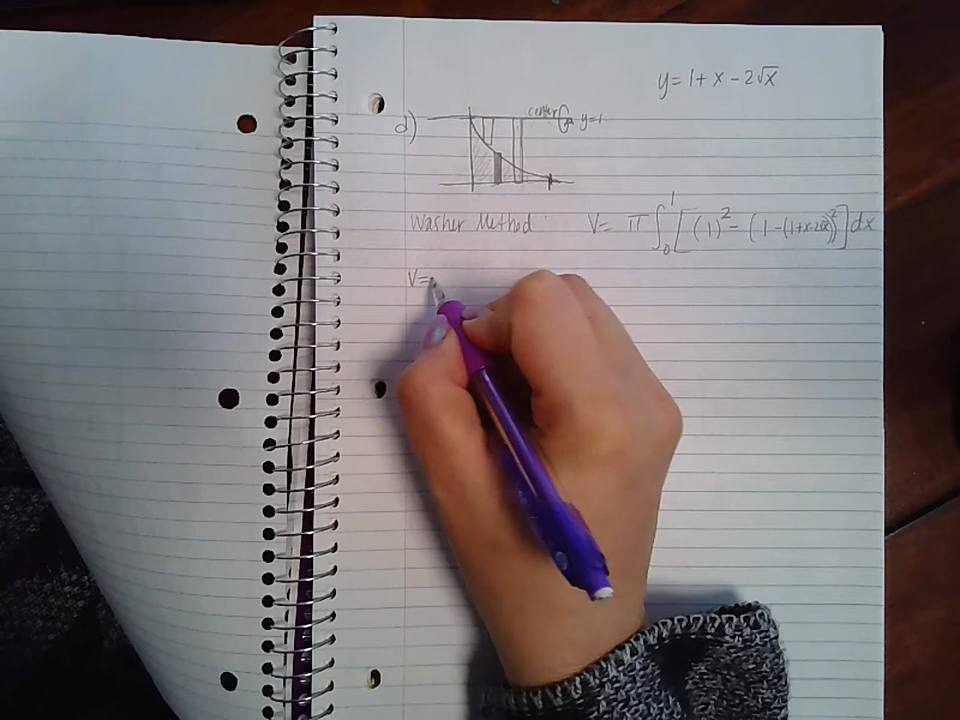 y = 1 + x - 2√x
d) center y=1
Washer Method V = π ∫₀¹ [(1)² - (1-(1+x-2√x))²] dx
V=